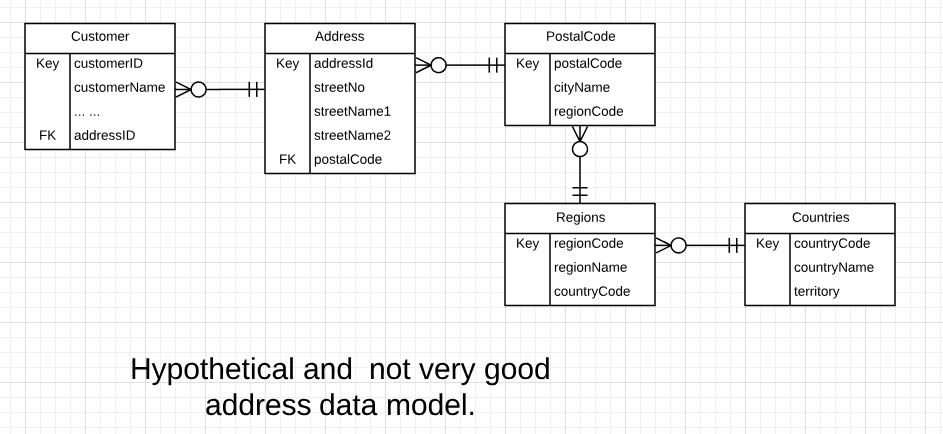 Customer
Key customerID
customerName
... ...
FK addressID
Address
Key addressId
streetNo
streetName1
streetName2
FK postalCode
PostalCode
Key postalCode
cityName
regionCode
Regions
Key regionCode
regionName
countryCode
Countries
Key countryCode
countryName
territory
Hypothetical and  not very good
address data model.